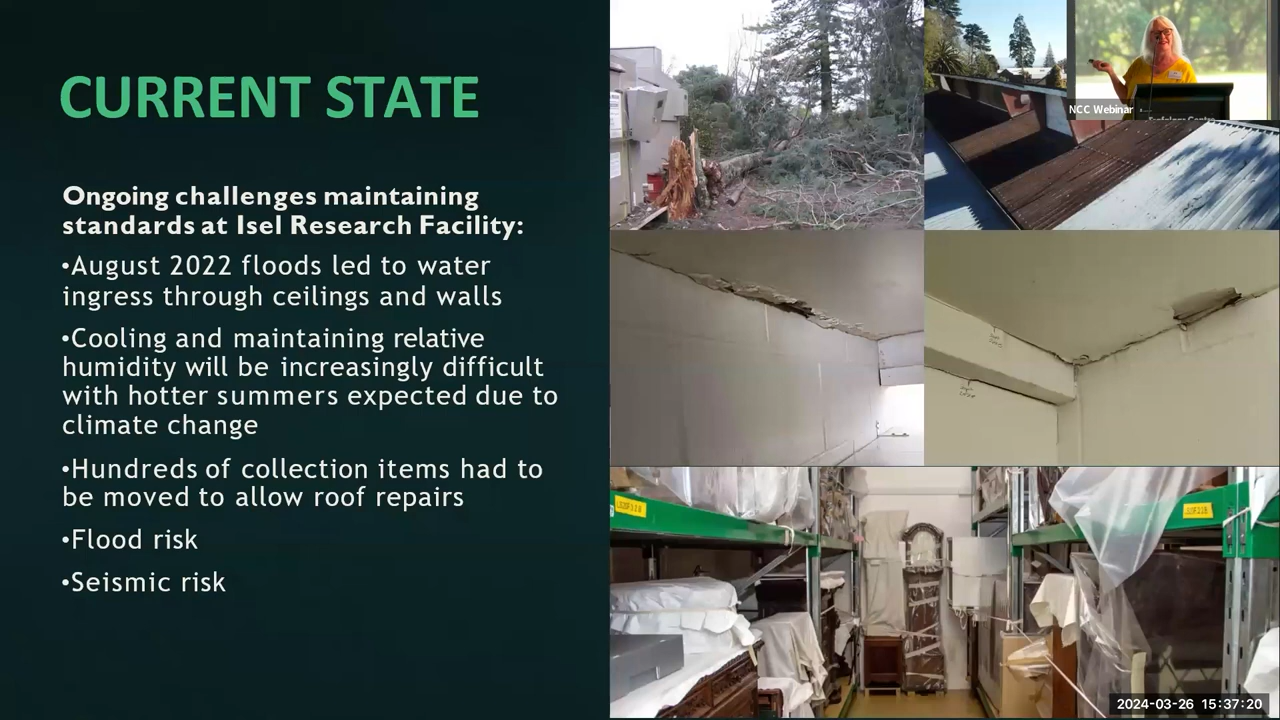 CURRENT STATE
Ongoing challenges maintaining
standards at Isel Research Facility:
•August 2022 floods led to water
ingress through ceilings and walls
•Cooling and maintaining relative
humidity will be increasingly difficult
with hotter summers expected due to
climate change
•Hundreds of collection items had to
be moved to allow roof repairs
•Flood risk
•Seismic risk
NCC Webinar
2024-03-26 15:37:20